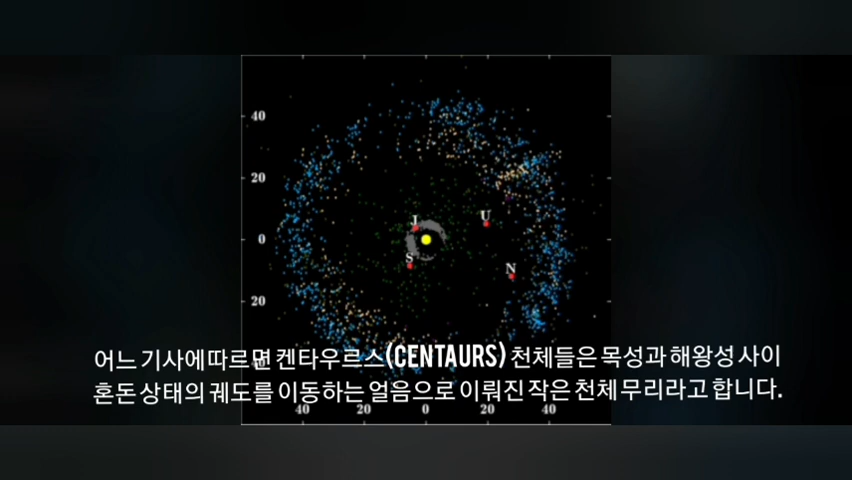 40
20
J
U
0
S
N
20
어느 기사에 따르면 켄타우르스(CENTAURS) 천체들은 목성과 해왕성 사이
혼돈 상태의 궤도를 이동하는 얼음으로 이뤄진 작은 천체 무리라고 합니다.
40 20 0 20 40